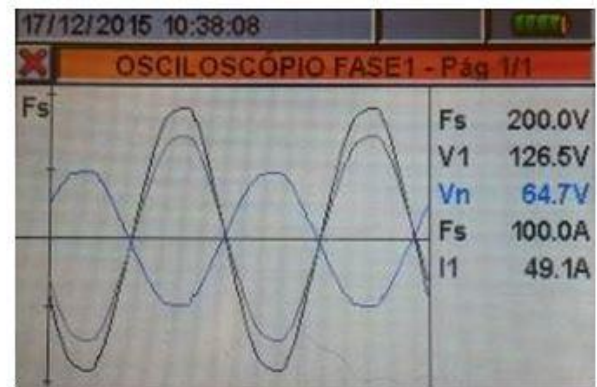 17/12/2015 10:38:08
OSCILOSCÓPIO FASE1 - Pág 1/1
Fs
Fs 200.0V
V1 126.5V
Vn 64.7V
Fs 100.0A
I1 49.1A